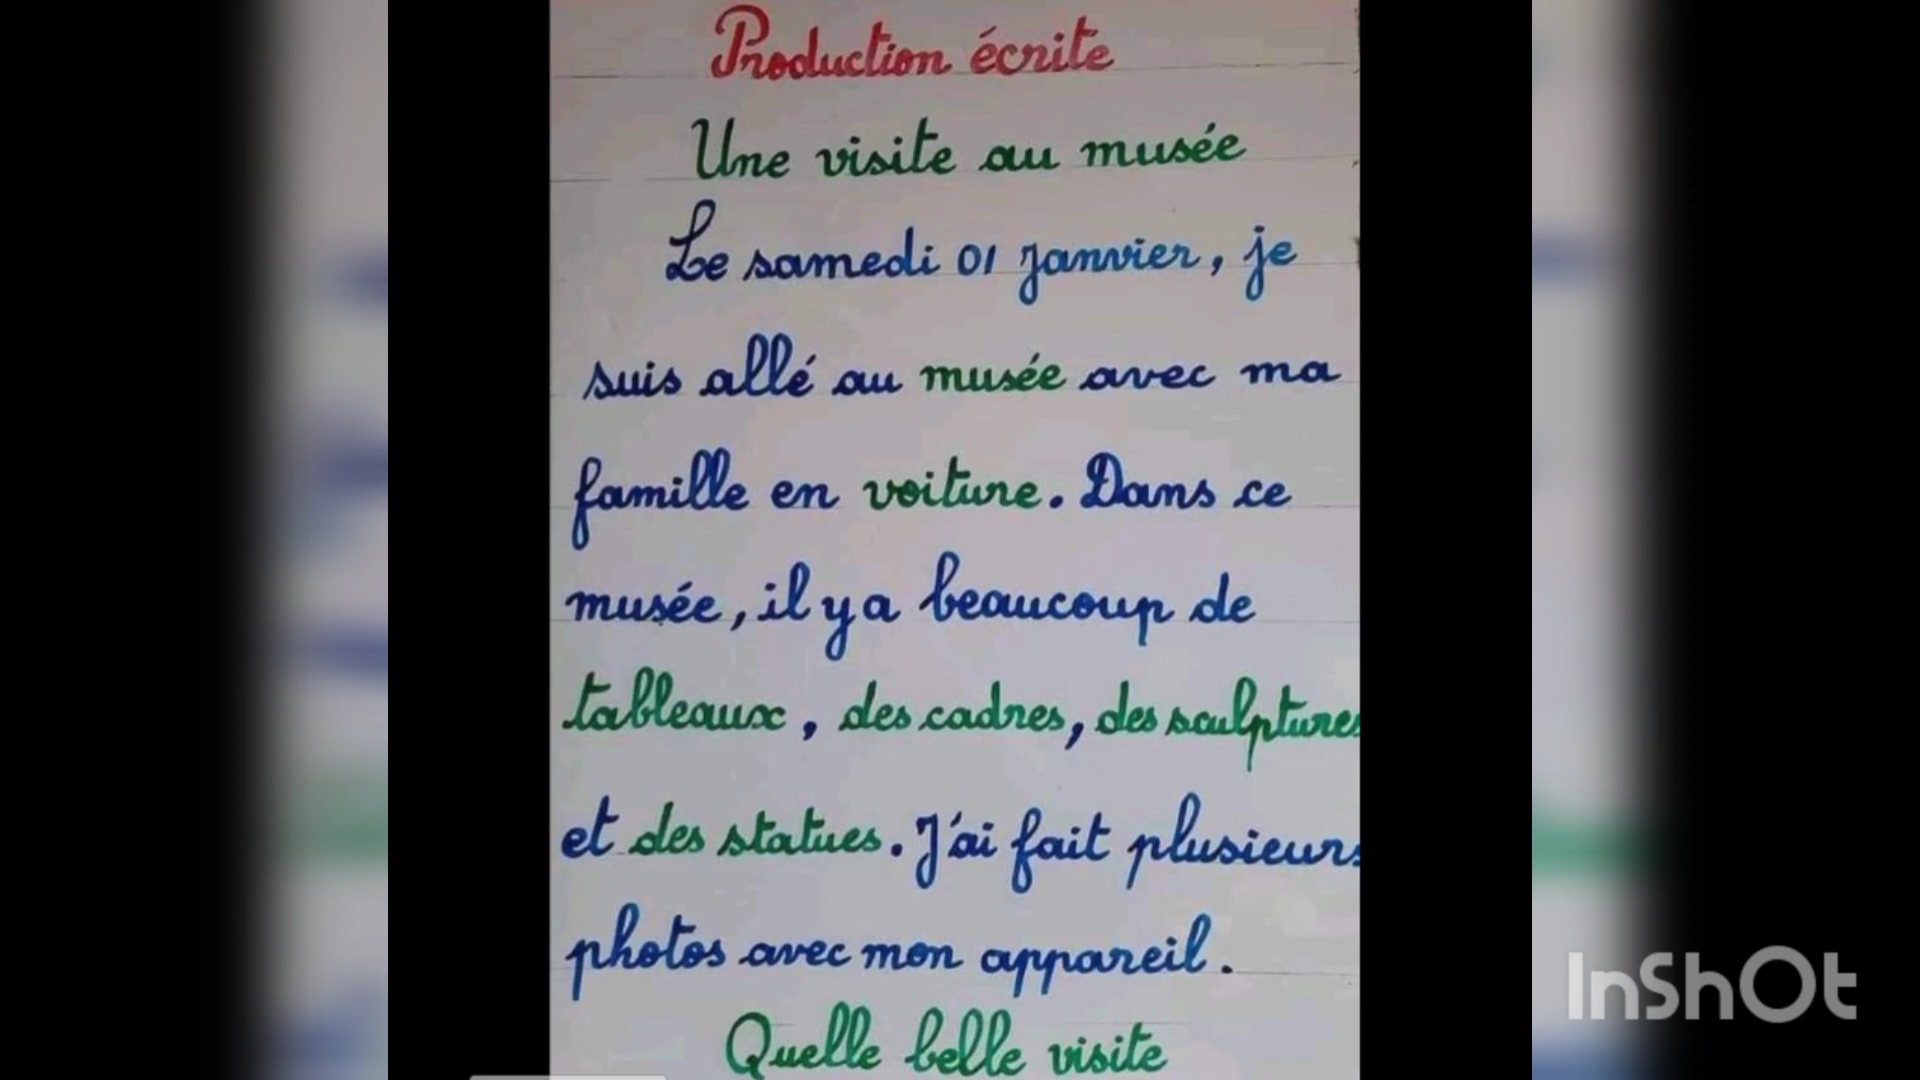 Production écrite
Une visite au musée
Le samedi 01 Janvier, je
suis allé au musée avec ma
famille en voiture. Dans ce
musée, il y a beaucoup de
tableaux, des cadres, des sculptures
et des statues. J'ai fait plusieurs
photos avec mon appareil.
Quelle belle visite
InShOt